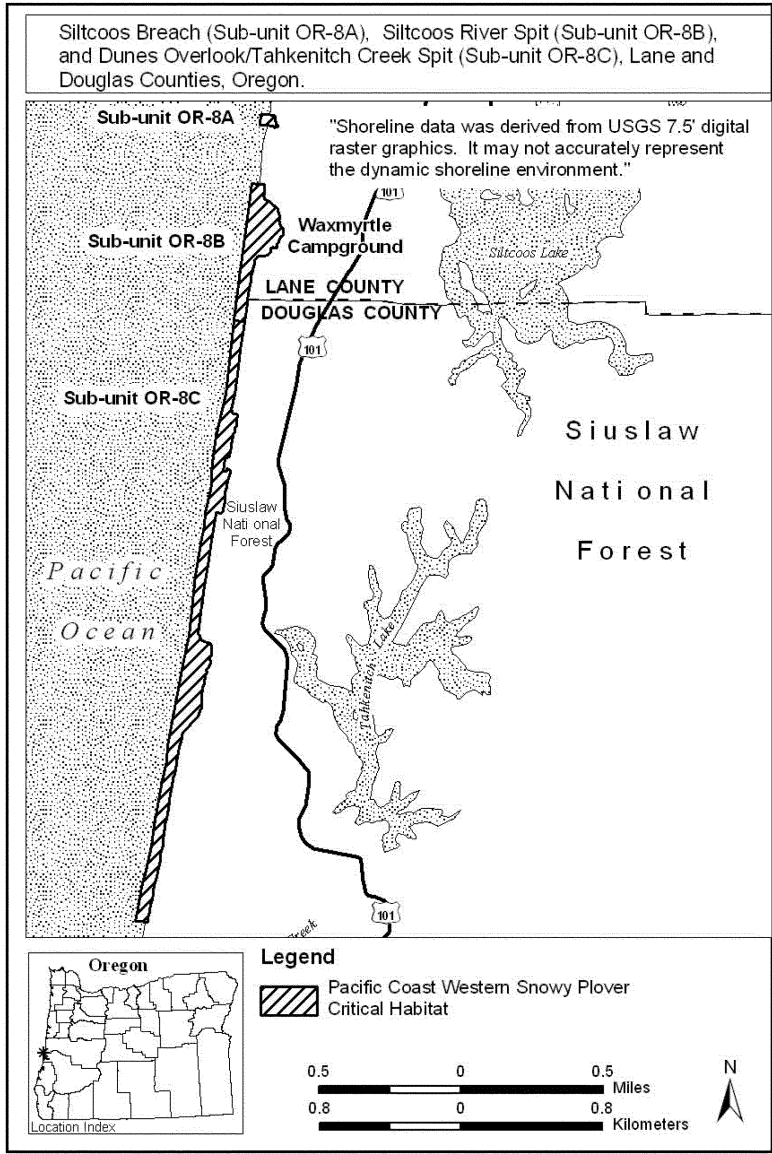 Siltcoos Breach (Sub-unit OR-8A), Siltcoos River Spit (Sub-unit OR-8B),
and Dunes Overlook/Tahkenitch Creek Spit (Sub-unit OR-8C), Lane and
Douglas Counties, Oregon.
Sub-unit OR-8A
"Shoreline data was derived from USGS 7.5' digital
raster graphics. It may not accurately represent
the dynamic shoreline environment."
101
Sub-unit OR-8B
Waxmyrtle
Campground
Siltcoos Lake
LANE COUNTY
DOUGLAS COUNTY
101
Sub-unit OR-8C
Siuslaw
National
Forest
Siuslaw
National
Forest
Pacific
Ocean
Tahkenitch Lake
101
Creek
Oregon
Location Index
Legend
Pacific Coast Western Snowy Plover
Critical Habitat
0.5 0 0.5
Miles
0.8 0 0.8
Kilometers
N